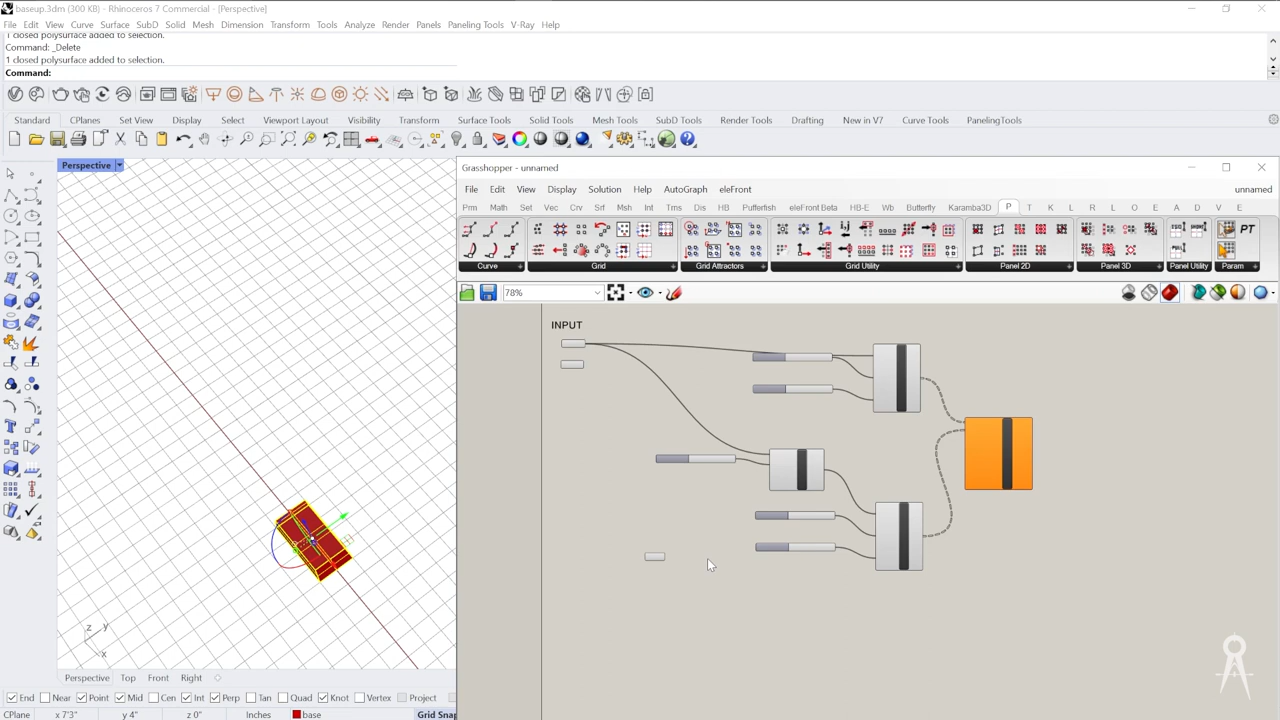 baseup.3dm (300 KB) - Rhinoceros 7 Commercial - [Perspective]
File Edit View Curve Surface SubD Solid Mesh Dimension Transform Tools Analyze Render Panels Paneling Tools V-Ray Help
1 closed polysurface added to selection.
Command: _Delete
1 closed polysurface added to selection.
Command:
Standard CPlanes Set View Display Select Viewport Layout Visibility Transform Curve Tools Surface Tools Solid Tools SubD Tools Mesh Tools Render Tools Drafting New in V7 PanelingTools
Perspective
Grasshopper - unnamed
File Edit View Display Solution Help AutoGraph eleFront
unnamed
Prm Math Set Vec Crv Srf Msh Int Trns Dis HB Pufferfish eleFront Beta HB-E Wb Butterfly Karamba3D P T K L R L O E A D V E
PT
Curve Grid Grid Attractors Grid Utility Panel 2D Panel 3D Panel Utility Param
78%
INPUT
z y x
Perspective Top Front Right
End Near Point Mid Cen Int Perp Tan Quad Knot Vertex Project
CPlane x 7'3" y 4" z 0" Inches base Grid Snap